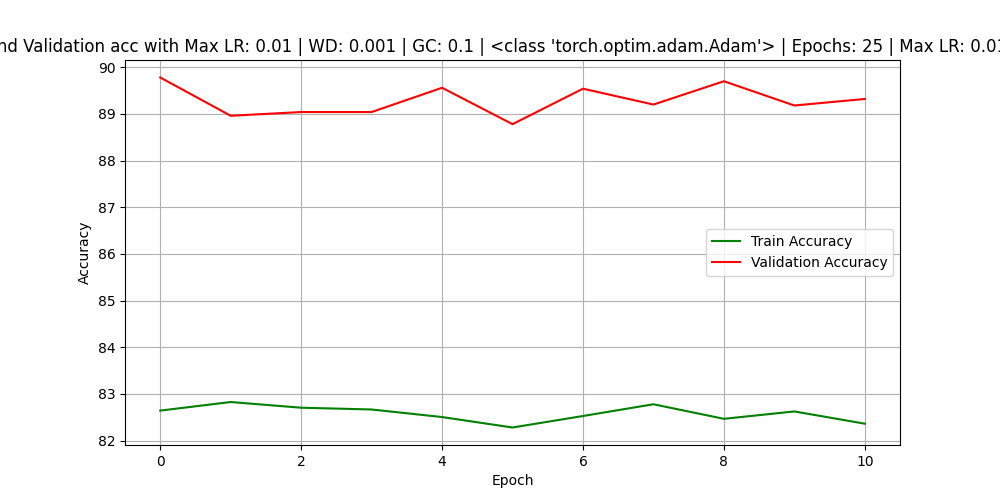 nd Validation acc with Max LR: 0.01 | WD: 0.001 | GC: 0.1 | <class 'torch.optim.adam.Adam'> | Epochs: 25 | Max LR: 0.01
90
89
88
87
86
85
84
83
82
Accuracy
Train Accuracy
Validation Accuracy
0 2 4 6 8 10
Epoch